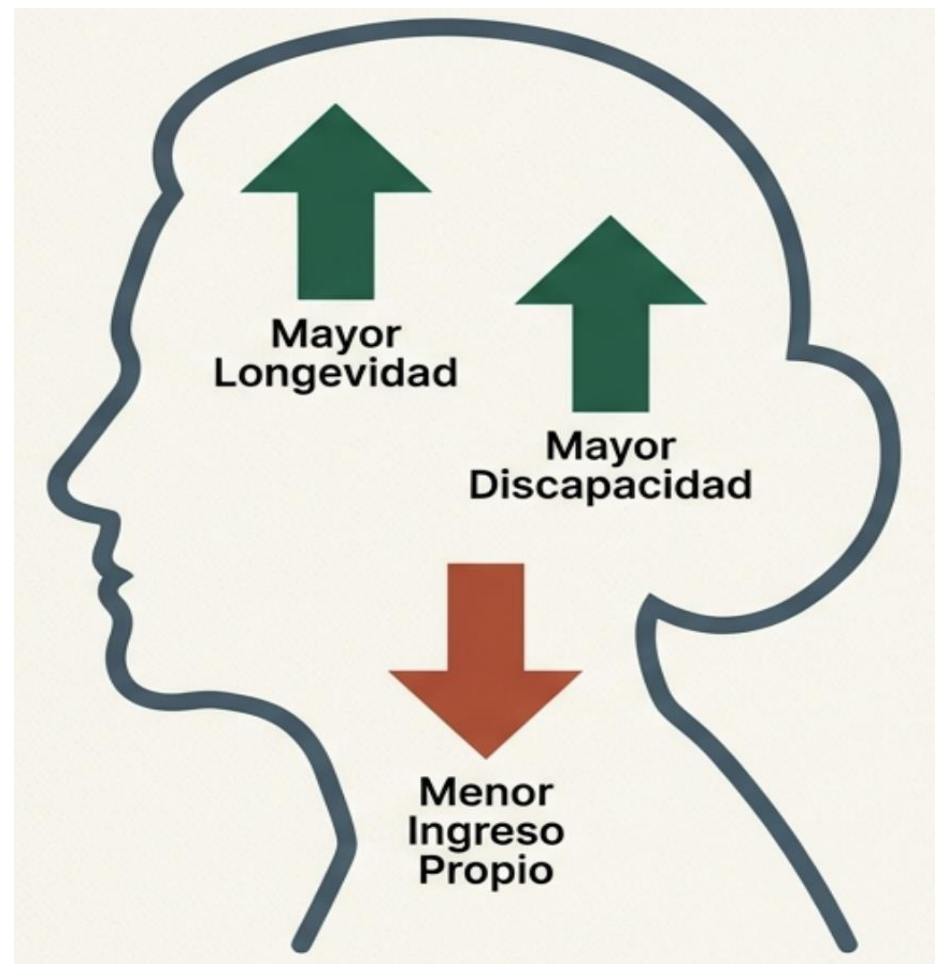 Mayor
Longevidad
Mayor
Discapacidad
Menor
Ingreso
Propio